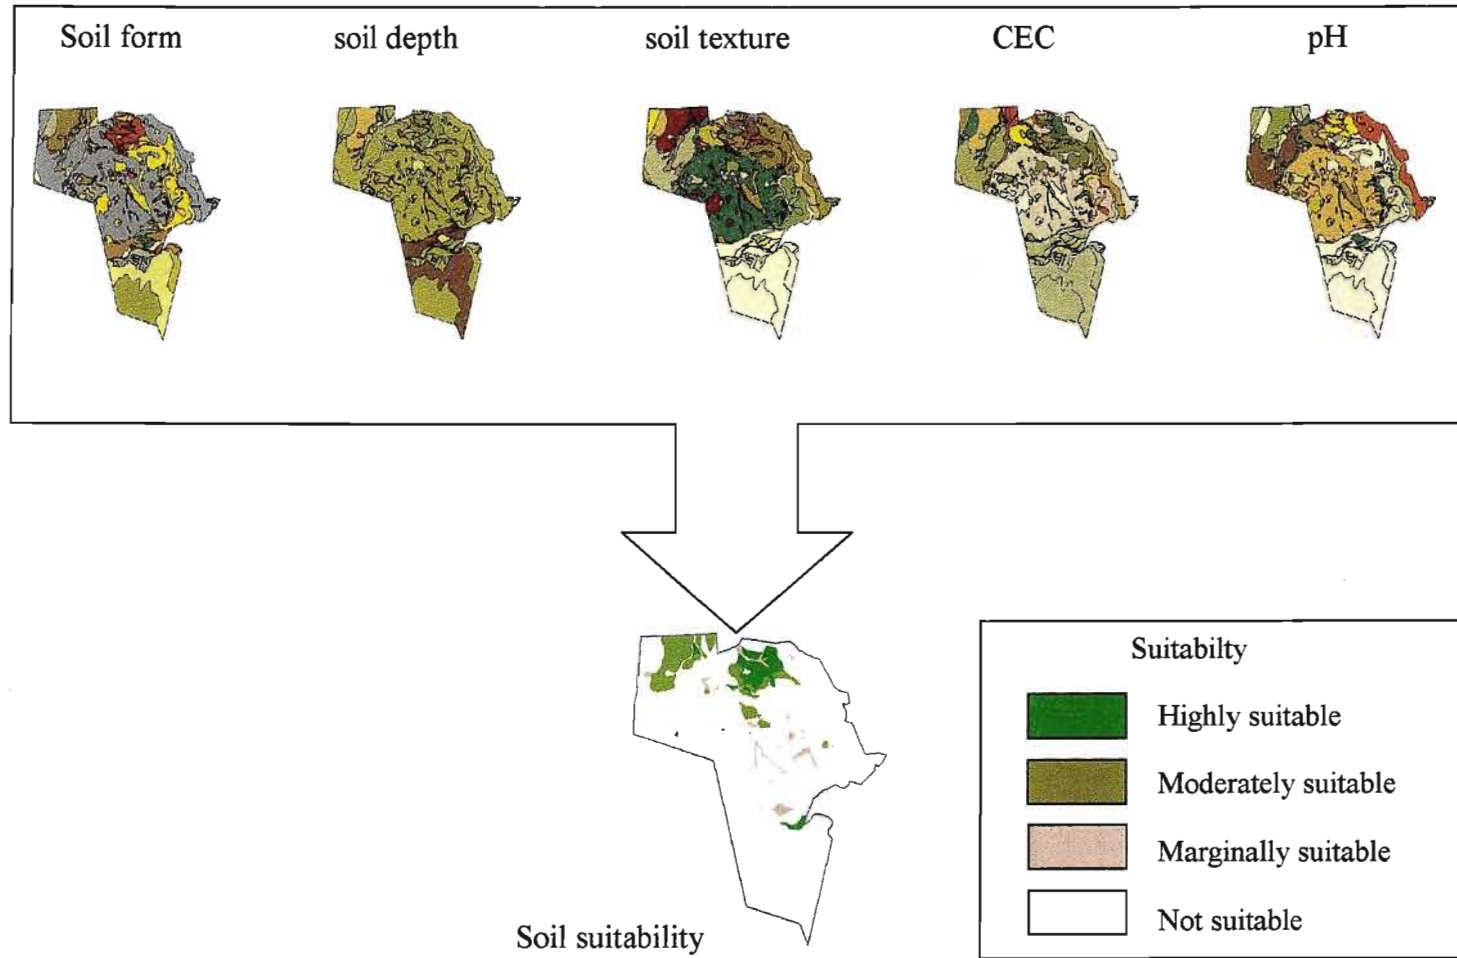 Soil form
soil depth
soil texture
CEC
pH
Suitabilty
Highly suitable
Moderately suitable
Marginally suitable
Not suitable
Soil suitability